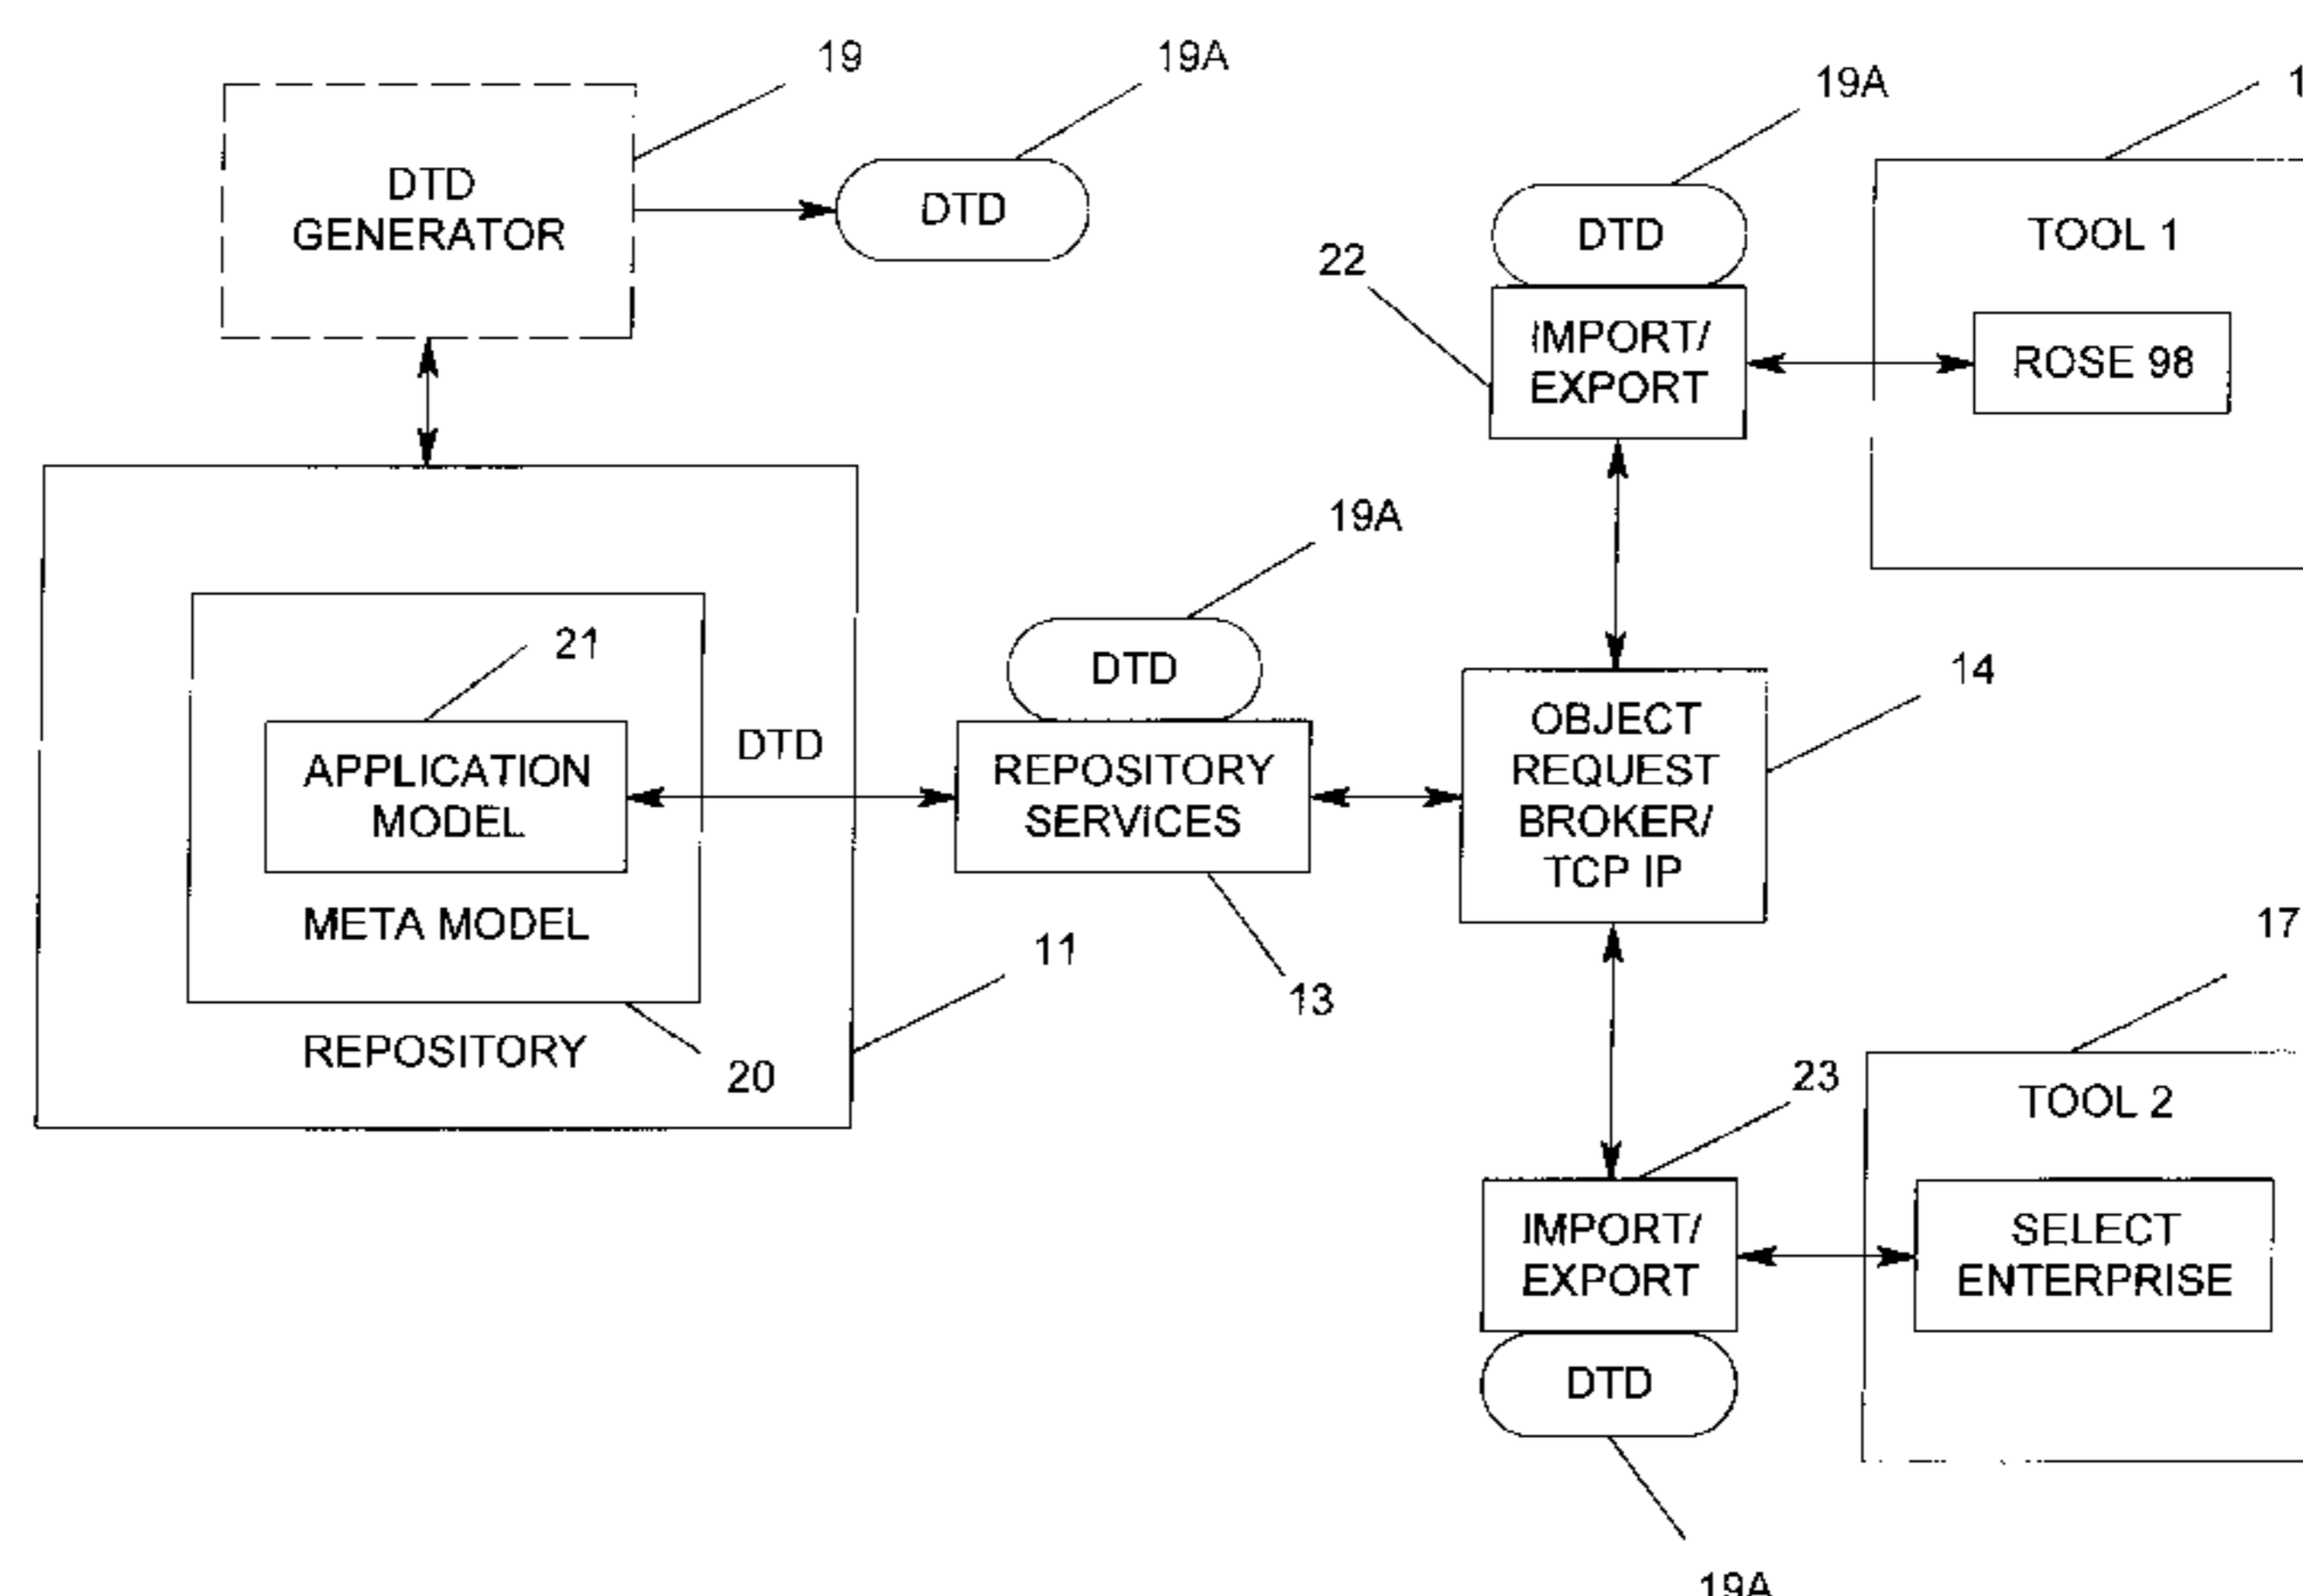 19
19A
DTD
GENERATOR
DTD
19A
DTD
22
IMPORT/
EXPORT
TOOL 1
ROSE 98
21
APPLICATION
MODEL
META MODEL
REPOSITORY
20
11
DTD
19A
DTD
REPOSITORY
SERVICES
13
OBJECT
REQUEST
BROKER/
TCP IP
14
17
23
TOOL 2
IMPORT/
EXPORT
SELECT
ENTERPRISE
DTD
19A